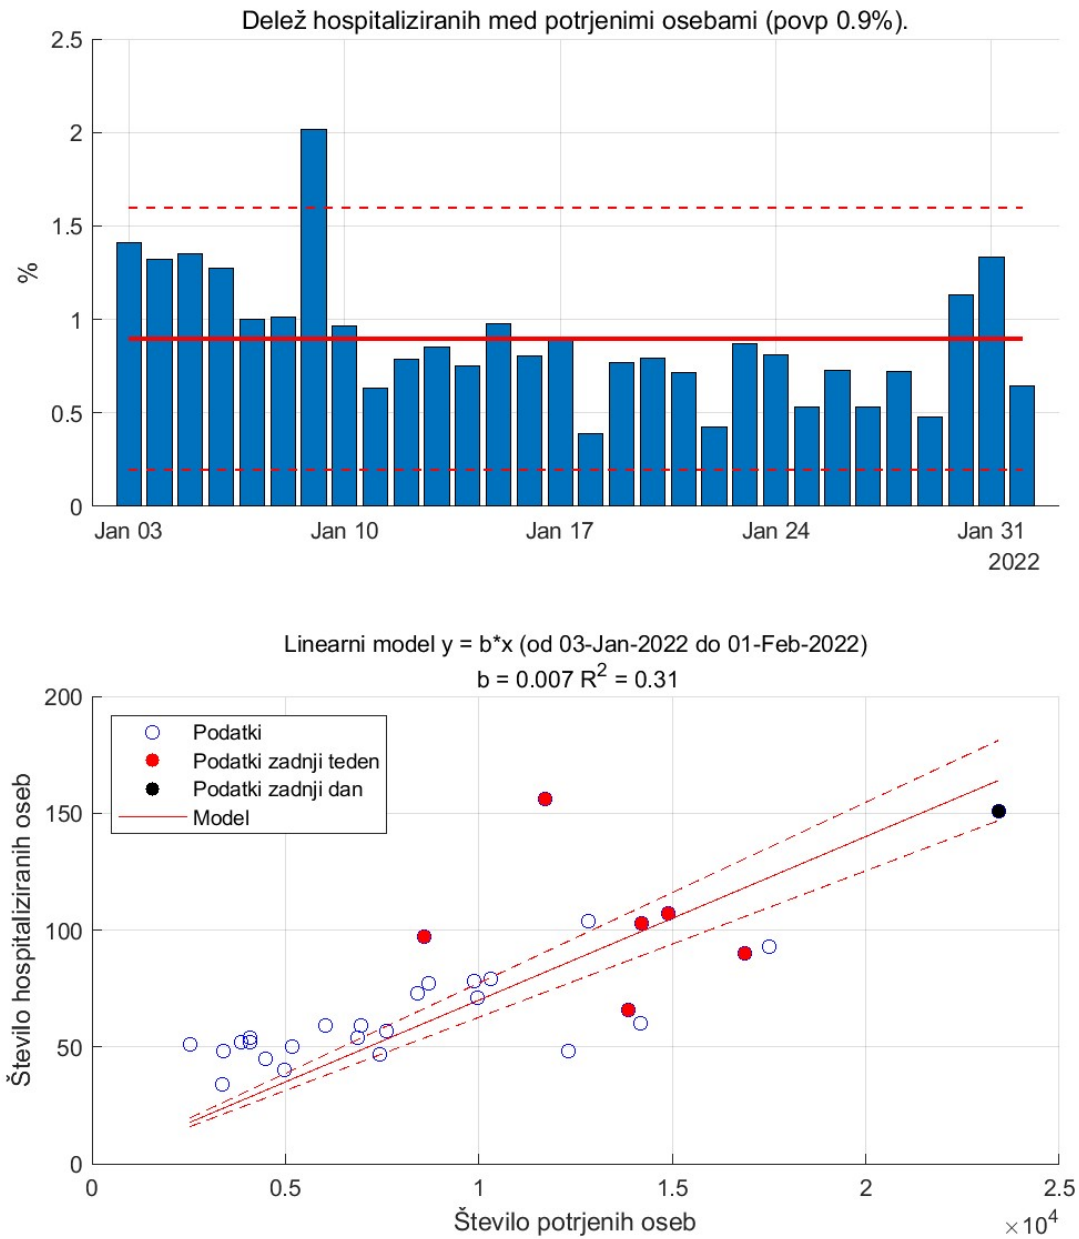 Delež hospitaliziranih med potrjenimi osebami (povp 0.9%).
2.5
2
1.5
1
0.5
0
%
Jan 03 Jan 10 Jan 17 Jan 24 Jan 31
2022
Linearni model y = b*x (od 03-Jan-2022 do 01-Feb-2022)
b = 0.007 R² = 0.31
200
150
100
50
0
Število hospitaliziranih oseb
Podatki
Podatki zadnji teden
Podatki zadnji dan
Model
0 0.5 1 1.5 2 2.5
Število potrjenih oseb
×10⁴